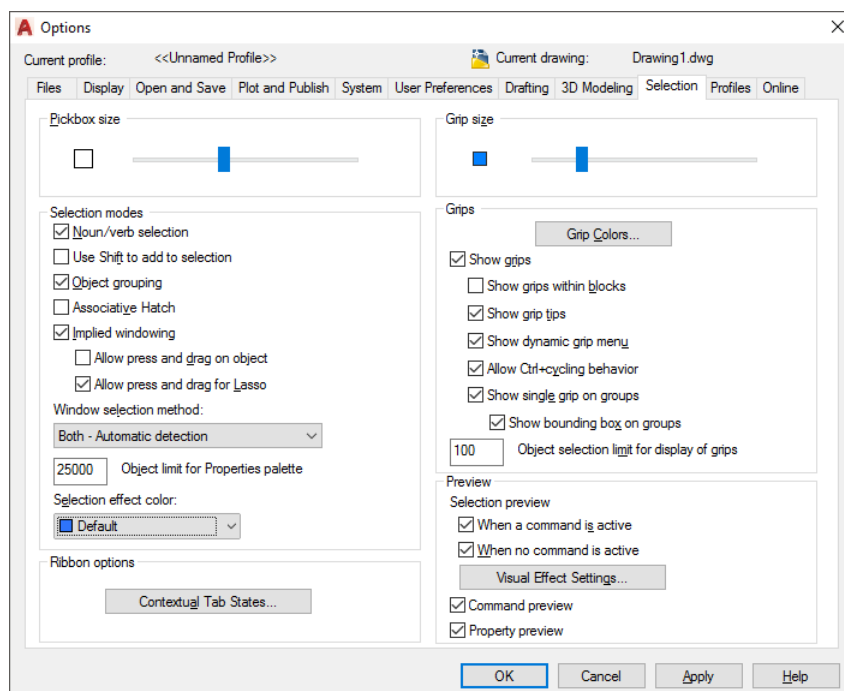 A Options
Current profile: <<Unnamed Profile>> Current drawing: Drawing1.dwg
Files Display Open and Save Plot and Publish System User Preferences Drafting 3D Modeling Selection Profiles Online
Pickbox size
Selection modes
Noun/verb selection
Use Shift to add to selection
Object grouping
Associative Hatch
Implied windowing
Allow press and drag on object
Allow press and drag for Lasso
Window selection method:
Both - Automatic detection
25000 Object limit for Properties palette
Selection effect color:
Default
Ribbon options
Contextual Tab States...
Grip size
Grips
Grip Colors...
Show grips
Show grips within blocks
Show grip tips
Show dynamic grip menu
Allow Ctrl+cycling behavior
Show single grip on groups
Show bounding box on groups
100 Object selection limit for display of grips
Preview
Selection preview
When a command is active
When no command is active
Visual Effect Settings...
Command preview
Property preview
OK Cancel Apply Help